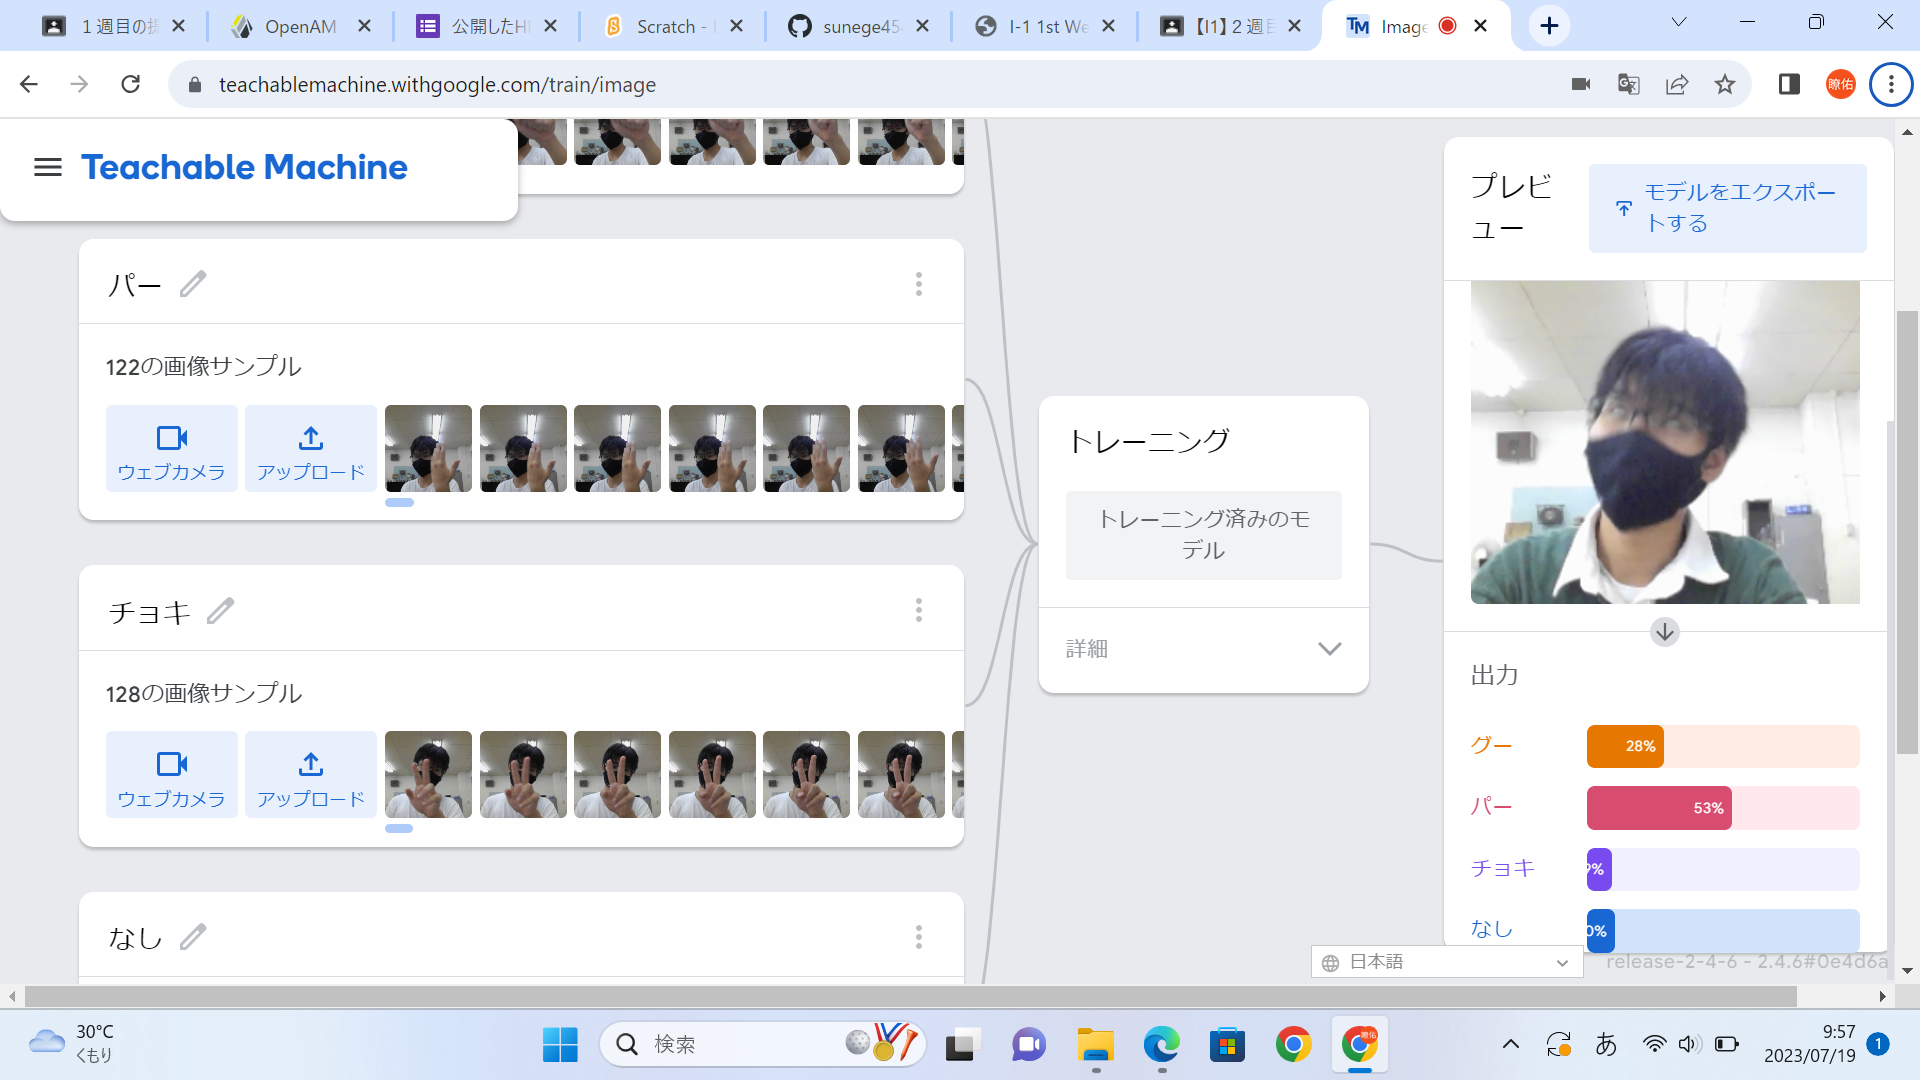 1 週目の提
OpenAM
公開したHI
Scratch -
sunege45
I-1 1st We
【I1】2 週目
Image
teachablemachine.withgoogle.com/train/image
瞭佑
Teachable Machine
パー
122の画像サンプル
ウェブカメラ
アップロード
チョキ
128の画像サンプル
ウェブカメラ
アップロード
なし
トレーニング
トレーニング済みのモ
デル
詳細
プレビ
ュー
モデルをエクスポー
トする
出力
グー
28%
パー
53%
チョキ
9%
なし
0%
日本語
release-2-4-6 - 2.4.6#0e4d6a
30°C
くもり
検索
あ
9:57
2023/07/19
1